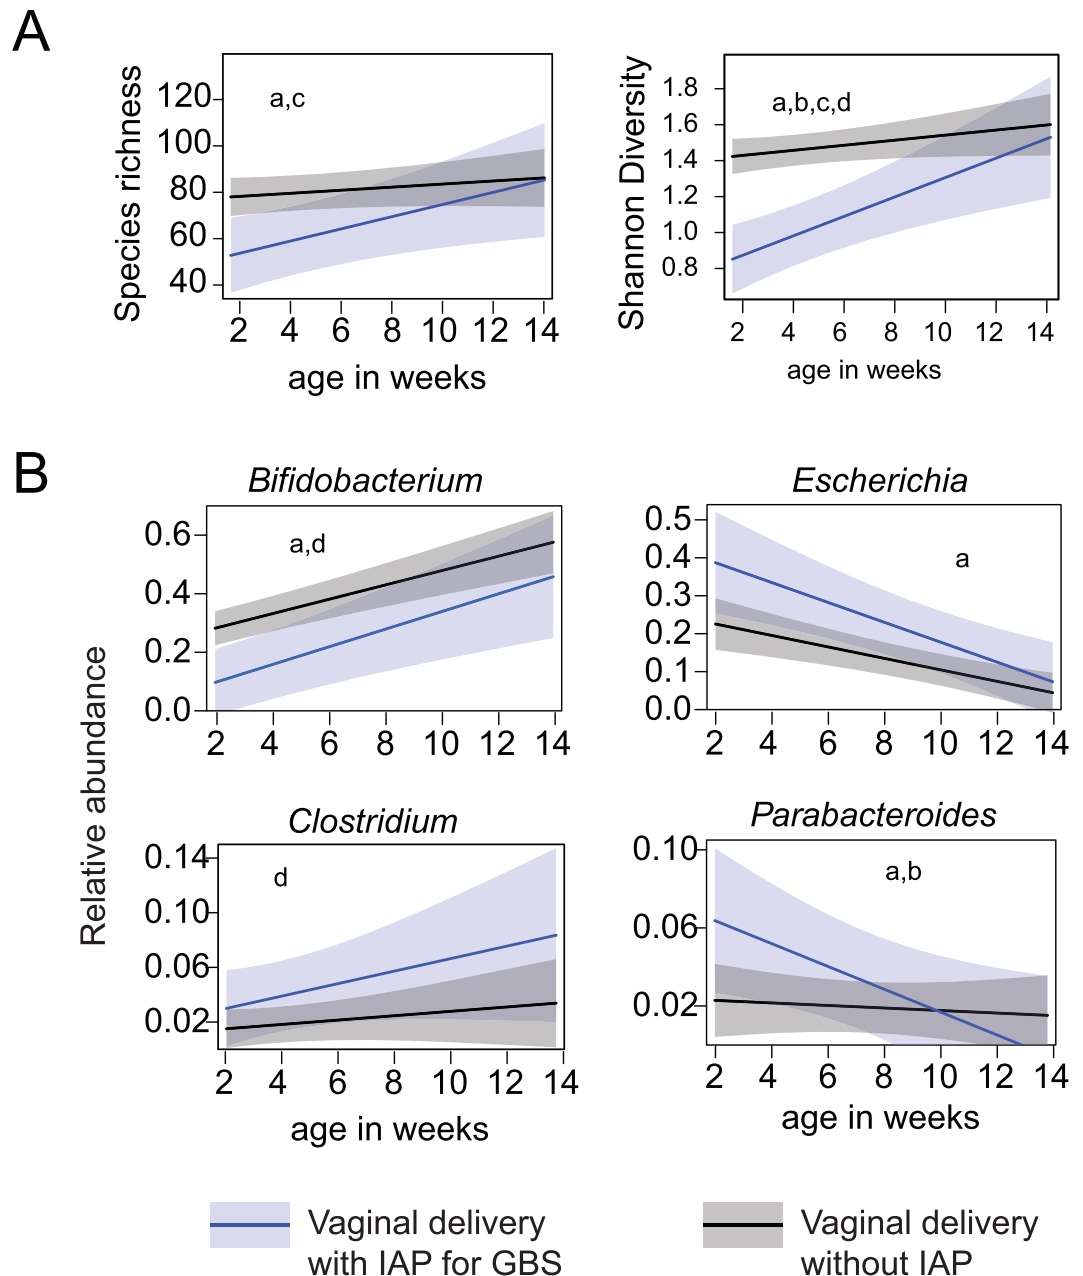 A
Species richness
120
100
80
60
40
a,c
2 4 6 8 10 12 14
age in weeks
Shannon Diversity
1.8
1.6
1.4
1.2
1.0
0.8
a,b,c,d
2 4 6 8 10 12 14
age in weeks
B
Relative abundance
Bifidobacterium
0.6
0.4
0.2
0.0
a,d
2 4 6 8 10 12 14
Escherichia
0.5
0.4
0.3
0.2
0.1
0.0
a
2 4 6 8 10 12 14
Clostridium
0.14
0.10
0.06
0.02
d
2 4 6 8 10 12 14
age in weeks
Parabacteroides
0.10
0.06
0.02
a,b
2 4 6 8 10 12 14
age in weeks
Vaginal delivery
with IAP for GBS
Vaginal delivery
without IAP